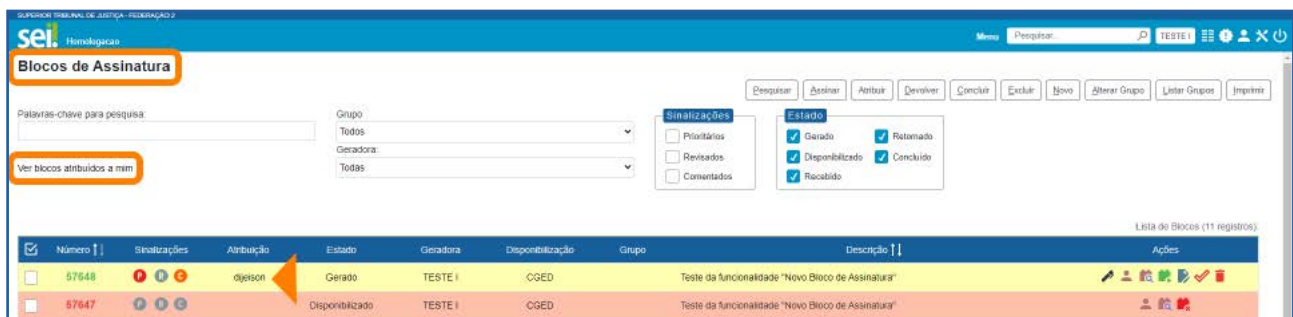 SUPERIOR TRIBUNAL DE JUSTIÇA - FEDERAÇÃO 2
sei. Homologacao
Menu Pesquisar... TESTE I
Blocos de Assinatura
Pesquisar Assinar Atribuir Devolver Concluir Excluir Novo Alterar Grupo Listar Grupos Imprimir
Palavras-chave para pesquisa: Grupo Sinalizações Estado
Todos Prioritários Gerado Retornado
Geradora:
Ver blocos atribuídos a mim Todas Revisados Disponibilizado Concluído
Comentados Recebido
Lista de Blocos (11 registros):
Número Sinalizações Atribuição Estado Geradora Disponibilização Grupo Descrição Ações
57648 P R C dijeison Gerado TESTE I CGED Teste da funcionalidade "Novo Bloco de Assinatura"
57647 P R C Disponibilizado TESTE I CGED Teste da funcionalidade "Novo Bloco de Assinatura"